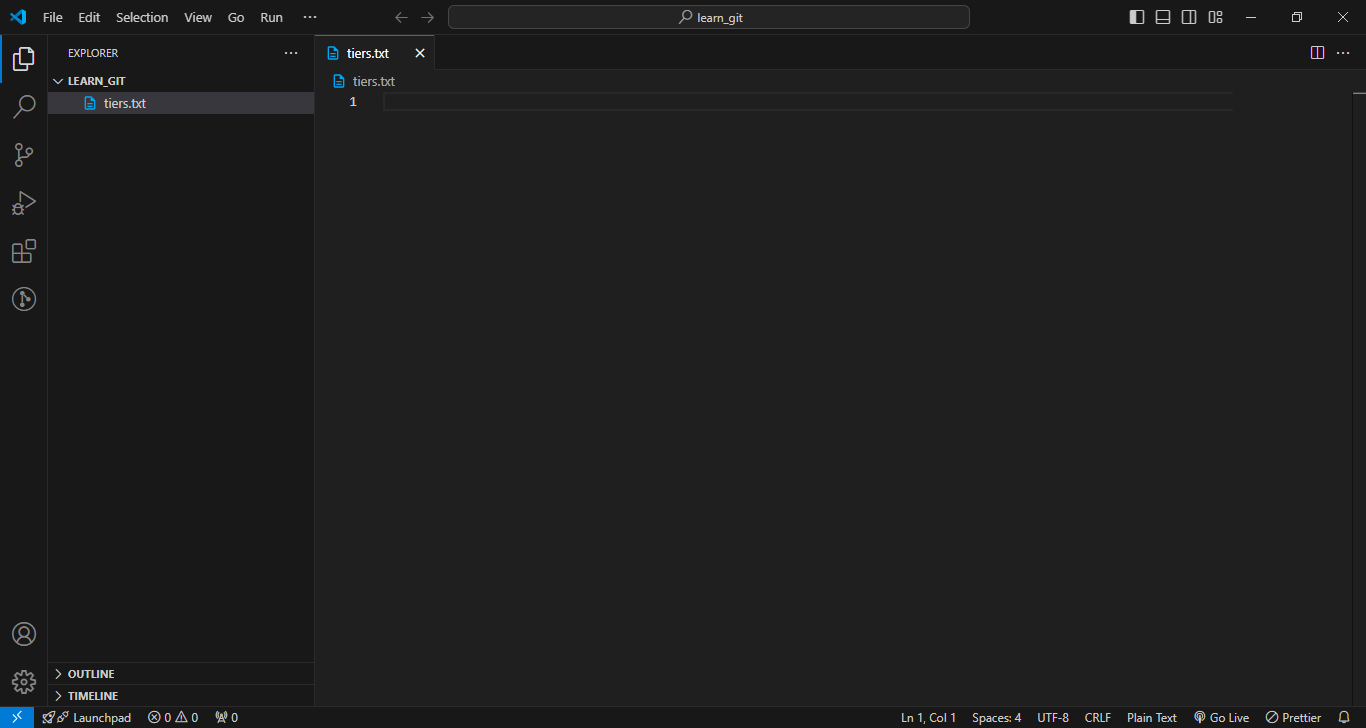 File Edit Selection View Go Run
learn_git
EXPLORER
LEARN_GIT
tiers.txt
tiers.txt
tiers.txt
1
OUTLINE
TIMELINE
Launchpad 0 0 0
Ln 1, Col 1 Spaces: 4 UTF-8 CRLF Plain Text Go Live Prettier